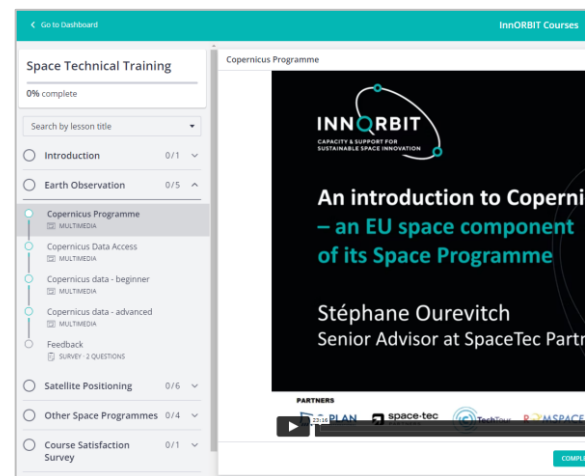 Go to Dashboard
InnORBIT Courses
Space Technical Training
0% complete
Search by lesson title
Introduction 0/1
Earth Observation 0/5
Copernicus Programme
MULTIMEDIA
Copernicus Data Access
MULTIMEDIA
Copernicus data - beginner
MULTIMEDIA
Copernicus data - advanced
MULTIMEDIA
Feedback
SURVEY - 2 QUESTIONS
Satellite Positioning 0/6
Other Space Programmes 0/4
Course Satisfaction 0/1
Survey
Copernicus Programme
INNORBIT
CAPACITY & SUPPORT FOR
SUSTAINABLE SPACE INNOVATION
An introduction to Coperni
– an EU space component
of its Space Programme
Stéphane Ourevitch
Senior Advisor at SpaceTec Partn
PARTNERS
PLAN space-tec TechTour
COMPLE